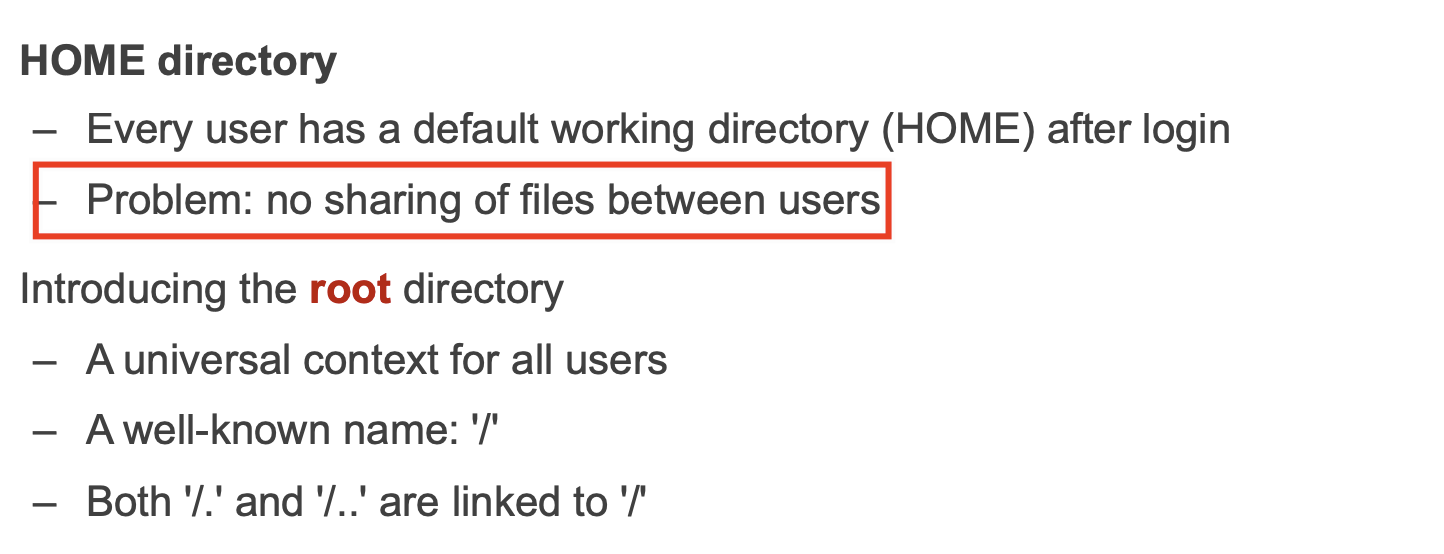 HOME directory
– Every user has a default working directory (HOME) after login
– Problem: no sharing of files between users
Introducing the root directory
– A universal context for all users
– A well-known name: '/'
– Both '/.' and '/..' are linked to '/'